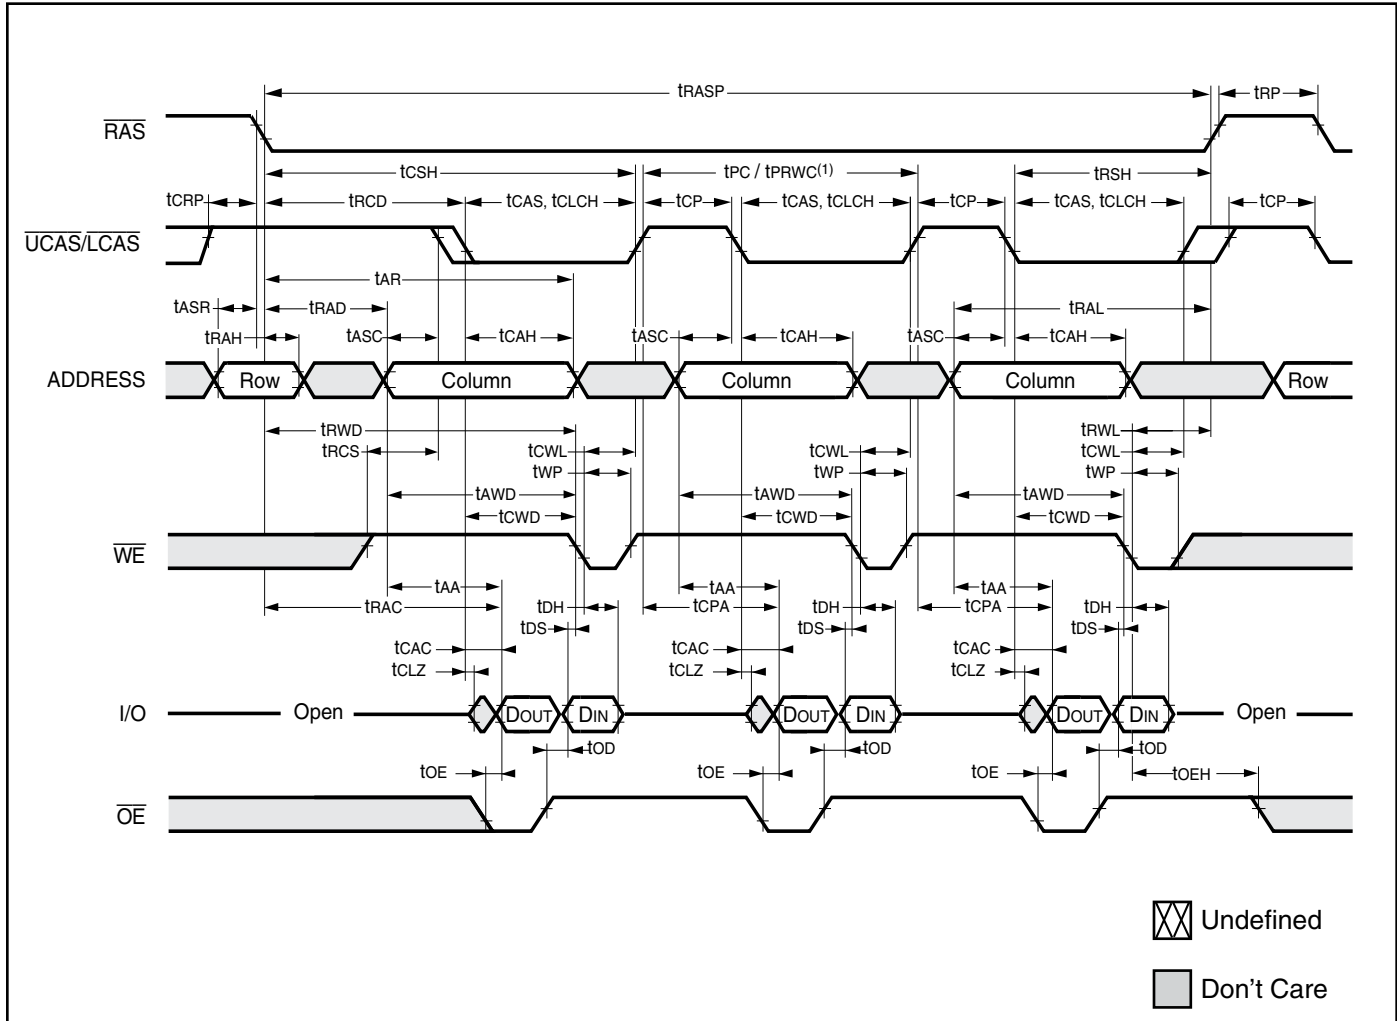 tRASP tRP
RAS
tCSH tPC / tPRWC(1) tRSH
tCRP tRCD tCAS, tCLCH tCP tCAS, tCLCH tCP tCAS, tCLCH tCP
UCAS/LCAS
tAR
tASR tRAD tRAL
tRAH tASC tCAH tASC tCAH tASC tCAH
ADDRESS Row Column Column Column Row
tRWD tRWL
tRCS tCWL tCWL tCWL
tWP tWP tWP
tAWD tAWD tAWD
tCWD tCWD tCWD
WE
tAA tAA tAA
tRAC tDH tCPA tDH tCPA tDH
tDS tDS tDS
tCAC tCAC tCAC
tCLZ tCLZ tCLZ
I/O Open DOUT DIN DOUT DIN DOUT DIN Open
tOD tOD tOD
tOE tOE tOE tOEH
OE
Undefined
Don't Care